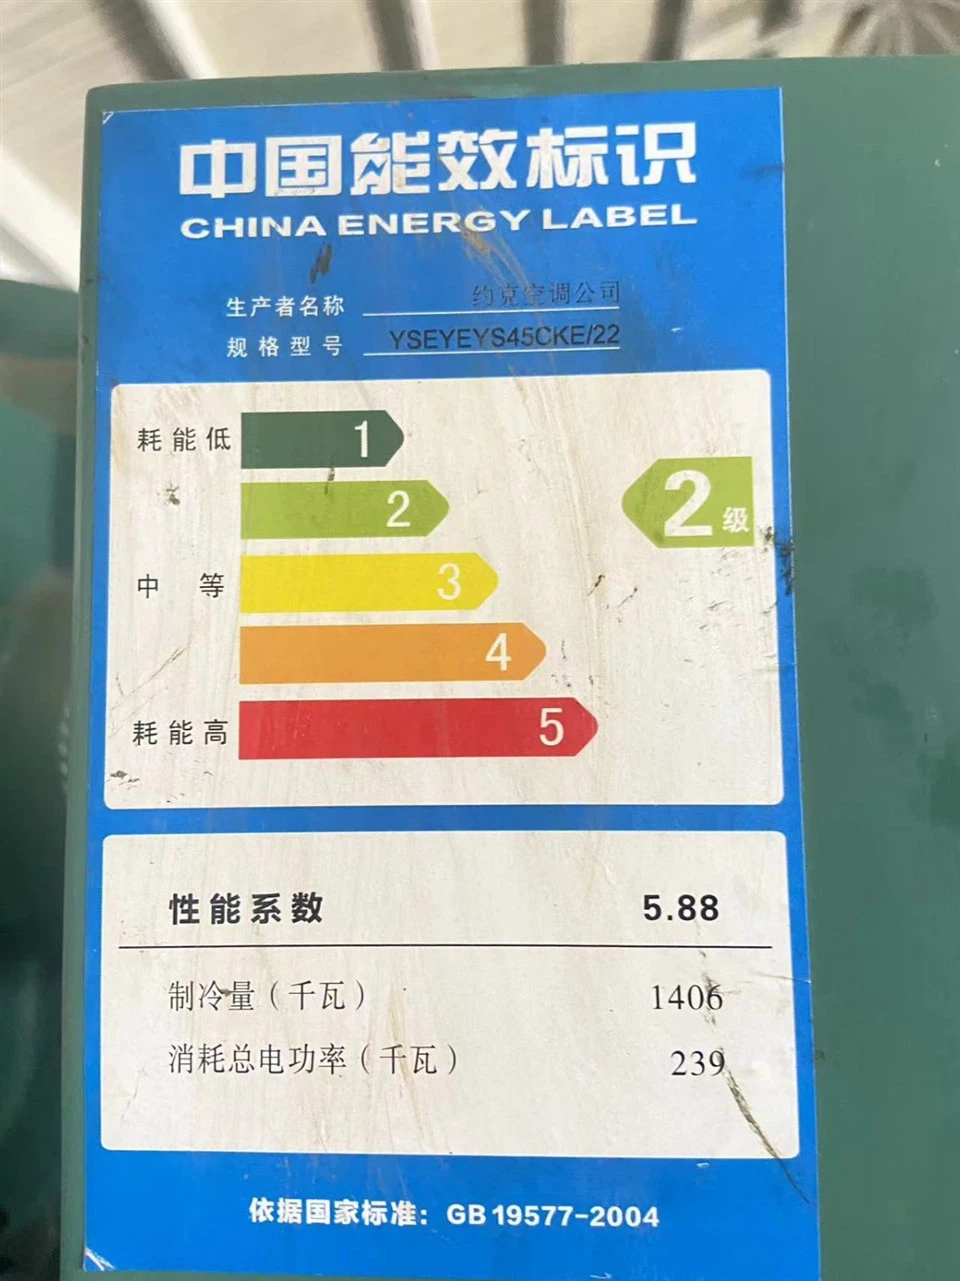 中国能效标识
CHINA ENERGY LABEL
生产者名称 约克空调公司
规格型号 YSEYEYS45CKE/22
耗能低 1
2 2级
中等 3
4
耗能高 5
性能系数 5.88
制冷量（千瓦） 1406
消耗总电功率（千瓦） 239
依据国家标准：GB 19577-2004